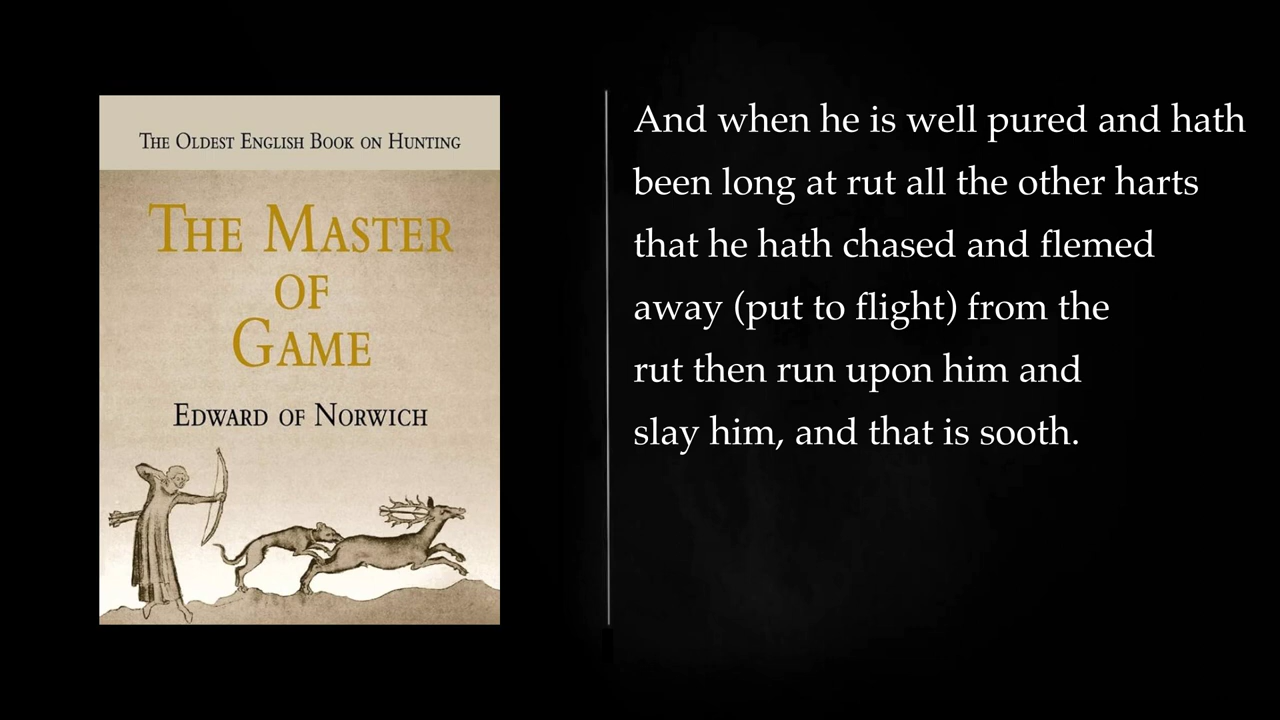 The Oldest English Book on Hunting
The Master
of
Game
Edward of Norwich
And when he is well pured and hath
been long at rut all the other harts
that he hath chased and flemed
away (put to flight) from the
rut then run upon him and
slay him, and that is sooth.